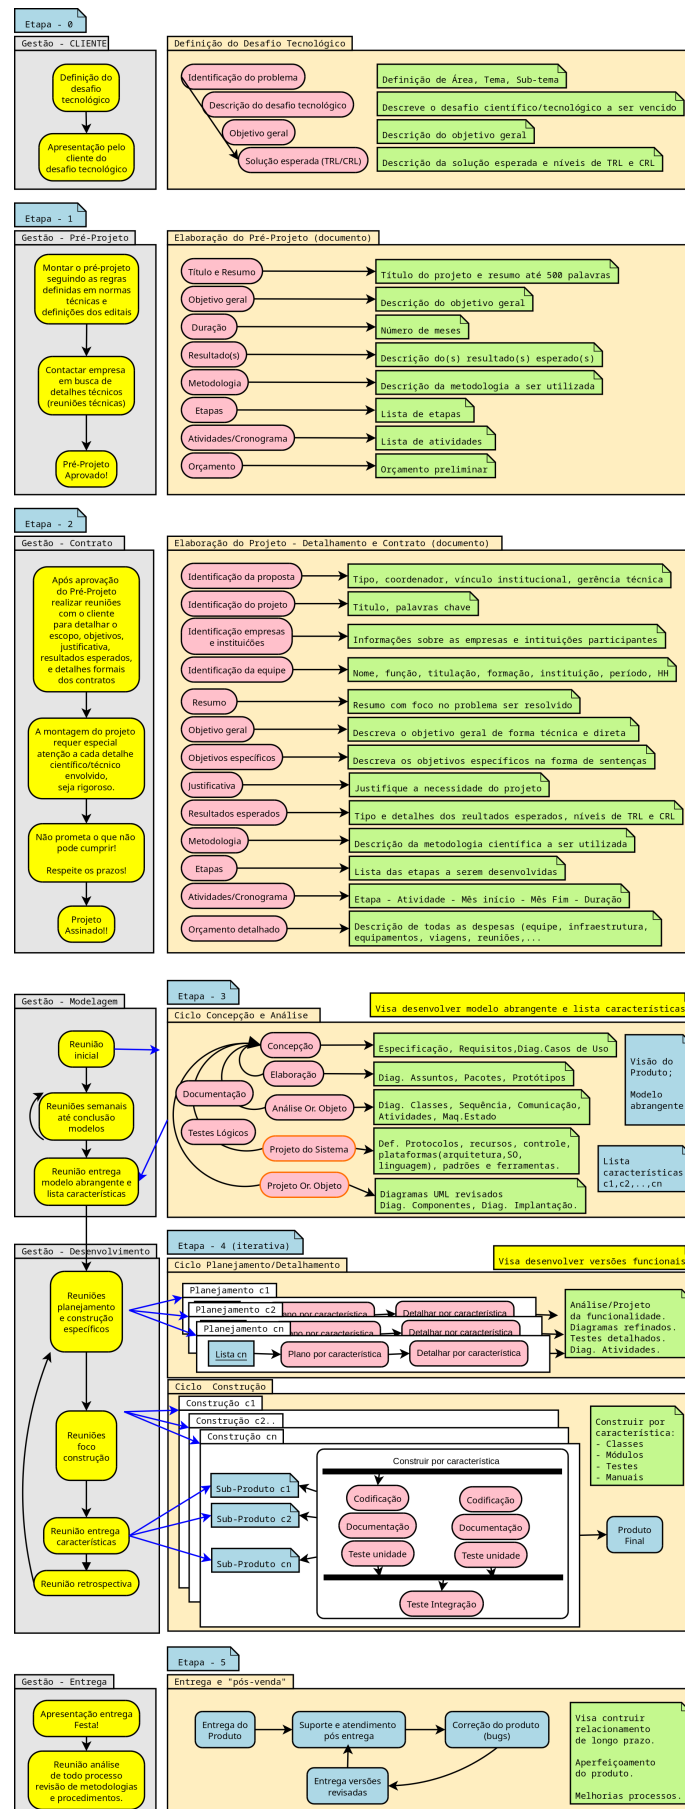 Etapa - 0
Gestão - CLIENTE
Definição do
desafio
tecnológico
Apresentação pelo
cliente do
desafio tecnológico
Definição do Desafio Tecnológico
Identificação do problema
Definição de Área, Tema, Sub-tema
Descrição do desafio tecnológico
Descreve o desafio científico/tecnológico a ser vencido
Objetivo geral
Descrição do objetivo geral
Solução esperada (TRL/CRL)
Descrição da solução esperada e níveis de TRL e CRL
Etapa - 1
Gestão - Pré-Projeto
Montar o pré-projeto
seguindo as regras
definidas em normas
técnicas e
definições dos editais
Contactar empresa
em busca de
detalhes técnicos
(reuniões técnicas)
Pré-Projeto
Aprovado!
Elaboração do Pré-Projeto (documento)
Título e Resumo
Título do projeto e resumo até 500 palavras
Objetivo geral
Descrição do objetivo geral
Duração
Número de meses
Resultado(s)
Descrição do(s) resultado(s) esperado(s)
Metodologia
Descrição da metodologia a ser utilizada
Etapas
Lista de etapas
Atividades/Cronograma
Lista de atividades
Orçamento
Orçamento preliminar
Etapa - 2
Gestão - Contrato
Após aprovação
do Pré-Projeto
realizar reuniões
com o cliente
para detalhar o
escopo, objetivos,
justificativa,
resultados esperados,
e detalhes formais
dos contratos
A montagem do projeto
requer especial
atenção a cada detalhe
científico/técnico
envolvido,
seja rigoroso.
Não prometa o que não
pode cumprir!
Respeite os prazos!
Projeto
Assinado!!
Elaboração do Projeto - Detalhamento e Contrato (documento)
Identificação da proposta
Tipo, coordenador, vínculo institucional, gerência técnica
Identificação do projeto
Titulo, palavras chave
Identificação empresas
e instituicões
Informações sobre as empresas e intituições participantes
Identificação da equipe
Nome, função, titulação, formação, instituição, período, HH
Resumo
Resumo com foco no problema ser resolvido
Objetivo geral
Descreva o objetivo geral de forma técnica e direta
Objetivos específicos
Descreva os objetivos específicos na forma de sentenças
Justificativa
Justifique a necessidade do projeto
Resultados esperados
Tipo e detalhes dos reultados esperados, níveis de TRL e CRL
Metodologia
Descrição da metodologia científica a ser utilizada
Etapas
Lista das etapas a serem desenvolvidas
Atividades/Cronograma
Etapa - Atividade - Mês início - Mês Fim - Duração
Orçamento detalhado
Descrição de todas as despesas (equipe, infraestrutura,
equipamentos, viagens, reuniões,...
Etapa - 3
Visa desenvolver modelo abrangente e lista características
Gestão - Modelagem
Reunião
inicial
Reuniões semanais
até conclusão
modelos
Reunião entrega
modelo abrangente e
lista características
Ciclo Concepção e Análise
Concepção
Especificação, Requisitos,Diag.Casos de Uso
Elaboração
Diag. Assuntos, Pacotes, Protótipos
Documentação
Análise Or. Objeto
Diag. Classes, Sequência, Comunicação,
Atividades, Maq.Estado
Testes Lógicos
Projeto do Sistema
Def. Protocolos, recursos, controle,
plataformas(arquitetura,SO,
linguagem), padrões e ferramentas.
Projeto Or. Objeto
Diagramas UML revisados
Diag. Componentes, Diag. Implantação.
Visão do
Produto;
Modelo
abrangente
Lista
características
c1,c2,..,cn
Etapa - 4 (iterativa)
Visa desenvolver versões funcionais
Gestão - Desenvolvimento
Reuniões
planejamento
e construção
específicos
Reuniões
foco
construção
Reunião entrega
características
Reunião retrospectiva
Ciclo Planejamento/Detalhamento
Planejamento c1
Plano por característica
Detalhar por característica
Planejamento c2
Plano por característica
Detalhar por característica
Planejamento cn
Lista cn
Plano por característica
Detalhar por característica
Análise/Projeto
da funcionalidade.
Diagramas refinados.
Testes detalhados.
Diag. Atividades.
Ciclo  Construção
Construção c1
Construção c2..
Construção cn
Sub-Produto c1
Sub-Produto c2
Sub-Produto cn
Construir por característica
Codificação
Documentação
Teste unidade
Codificação
Documentação
Teste unidade
Teste Integração
Construir por
característica:
- Classes
- Módulos
- Testes
- Manuais
Produto
Final
Etapa - 5
Gestão - Entrega
Apresentação entrega
Festa!
Reunião análise
de todo processo
revisão de metodologias
e procedimentos.
Entrega e "pós-venda"
Entrega do
Produto
Suporte e atendimento
pós entrega
Correção do produto
(bugs)
Entrega versões
revisadas
Visa contruir
relacionamento
de longo prazo.
Aperfeiçoamento
do produto.
Melhorias processos.